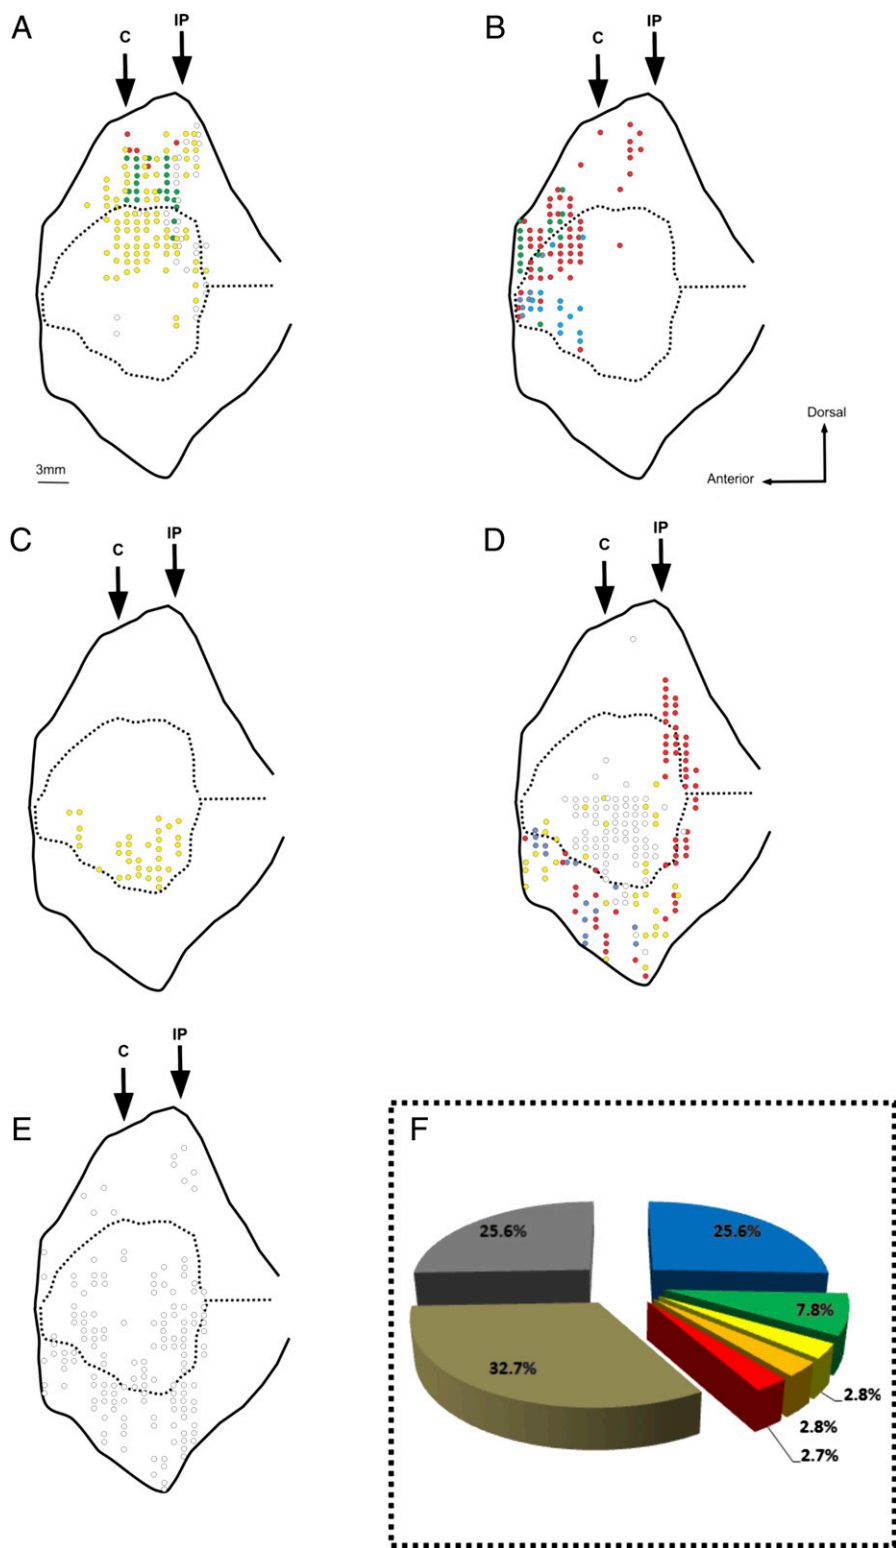 A
C
IP
B
C
IP
3mm
Dorsal
Anterior
C
C
IP
D
C
IP
E
C
IP
F
25.6%
25.6%
7.8%
32.7%
2.8%
2.8%
2.7%